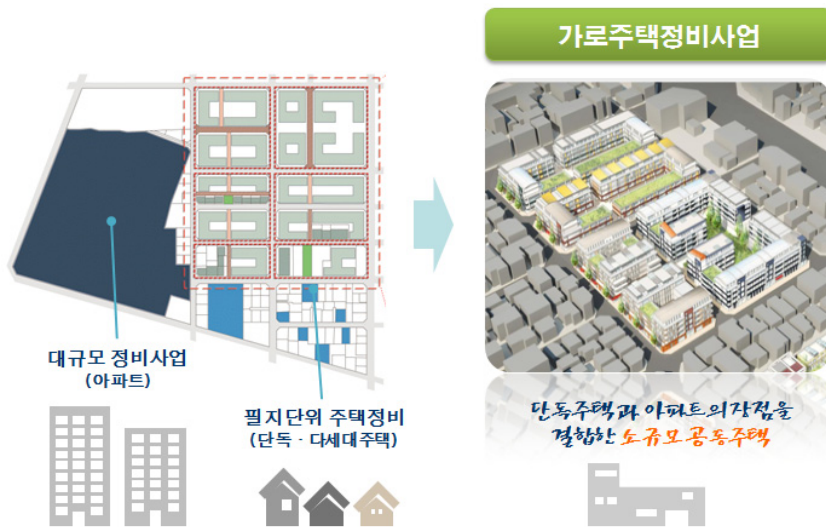 가로주택정비사업
대규모 정비사업
(아파트)
필지단위 주택정비
(단독 · 다세대주택)
단독주택과 아파트의 장점을
결합한 소규모공동주택